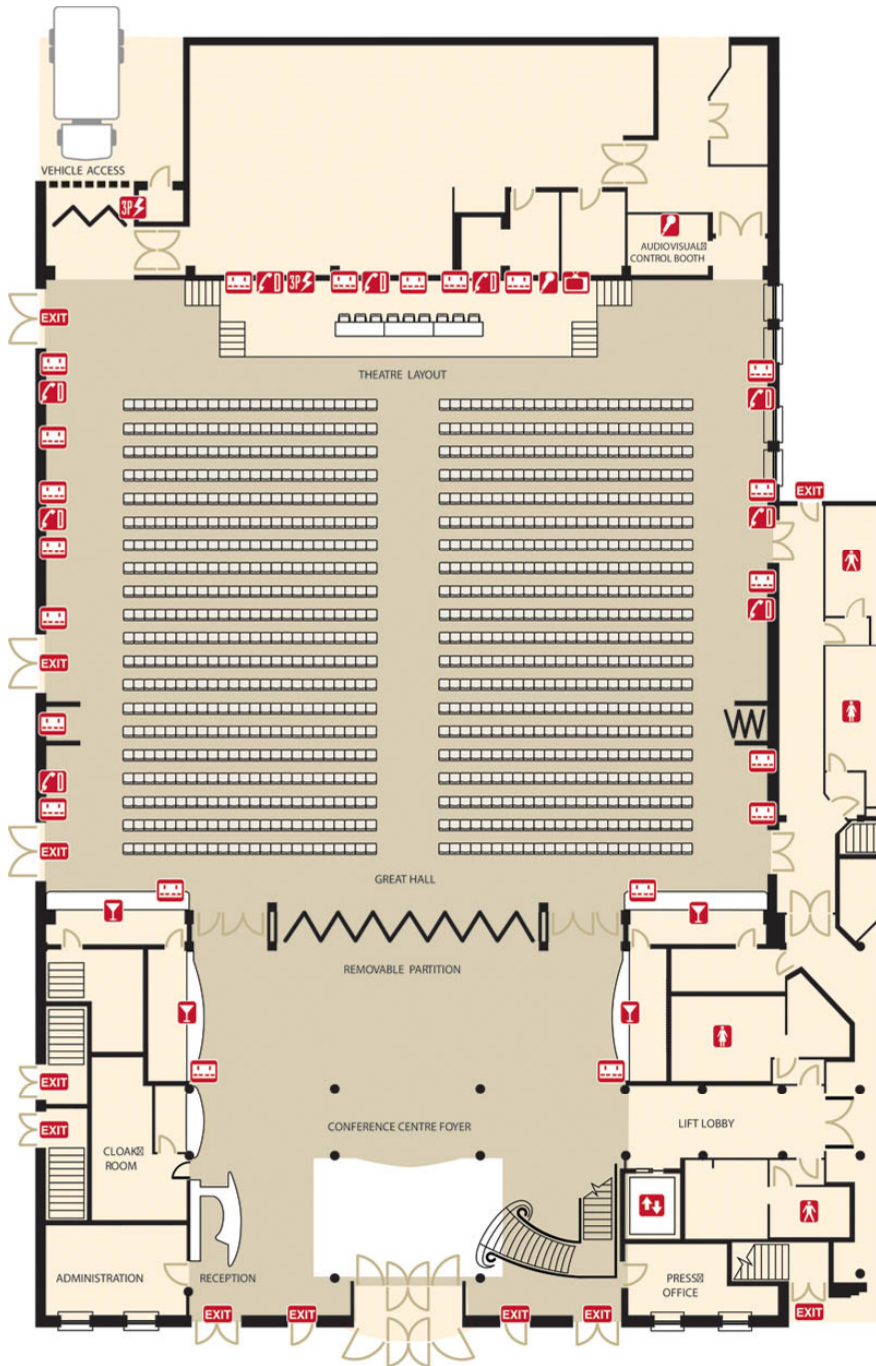 VEHICLE ACCESS
3P
AUDIOVISUAL
CONTROL BOOTH
3P
EXIT
THEATRE LAYOUT
EXIT
EXIT
EXIT
GREAT HALL
REMOVABLE PARTITION
EXIT
EXIT
CONFERENCE CENTRE FOYER
LIFT LOBBY
CLOAK
ROOM
ADMINISTRATION
RECEPTION
PRESS
OFFICE
EXIT
EXIT
EXIT
EXIT
EXIT